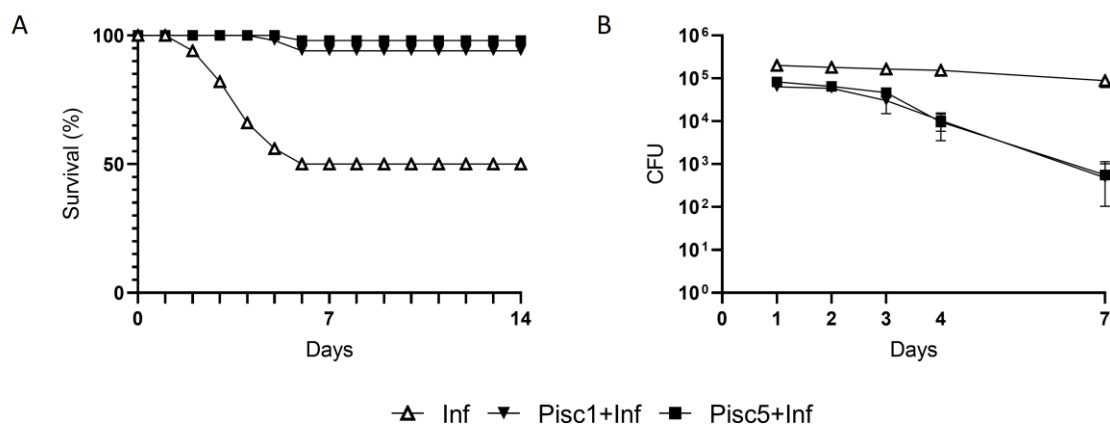 A
Survival (%)
100
50
0
0 7 14
Days
B
CFU
10⁶
10⁵
10⁴
10³
10²
10¹
10⁰
0 1 2 3 4 7
Days
Inf Pisc1+Inf Pisc5+Inf